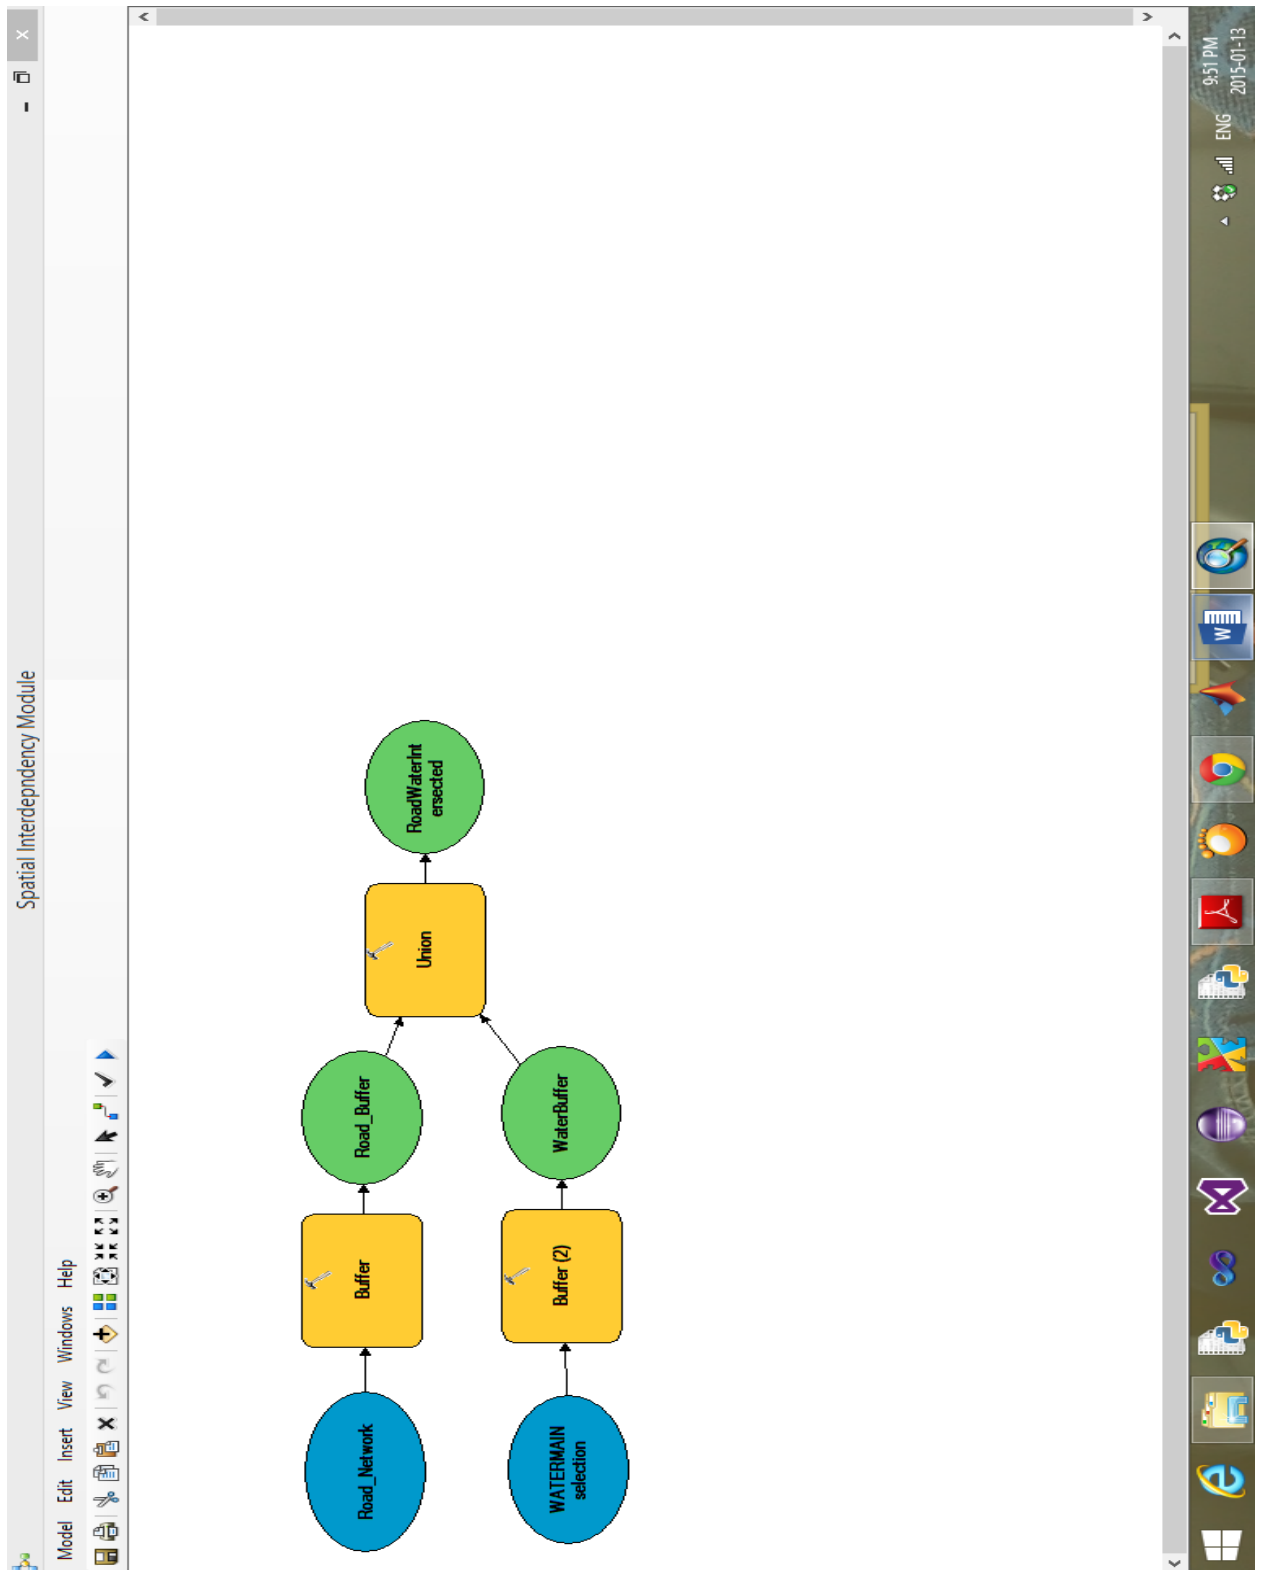 Spatial Interdepndency Module
Model Edit Insert View Windows Help
Road_Network
Buffer
Road_Buffer
Union
RoadWaterInt
ersected
WATERMAIN
selection
Buffer (2)
WaterBuffer
ENG
9:51 PM
2015-01-13